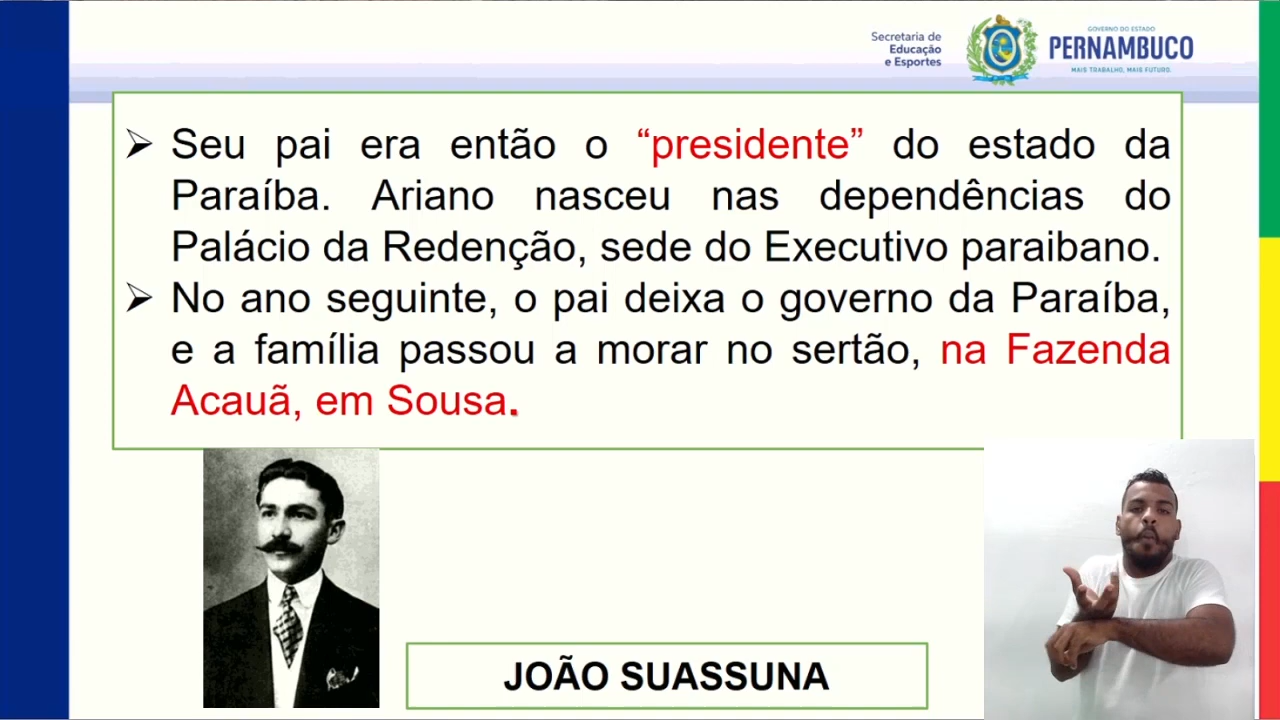 Secretaria de
Educação
e Esportes
GOVERNO DO ESTADO
PERNAMBUCO
MAIS TRABALHO, MAIS FUTURO.
➢ Seu pai era então o “presidente” do estado da
Paraíba. Ariano nasceu nas dependências do
Palácio da Redenção, sede do Executivo paraibano.
➢ No ano seguinte, o pai deixa o governo da Paraíba,
e a família passou a morar no sertão, na Fazenda
Acauã, em Sousa.
JOÃO SUASSUNA